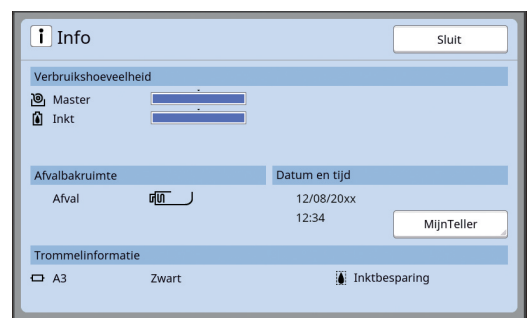 i Info
Sluit
Verbruikshoeveelheid
Master
Inkt
Afvalbakruimte
Datum en tijd
Afval
12/08/20xx
12:34
MijnTeller
Trommelinformatie
A3 Zwart Inktbesparing